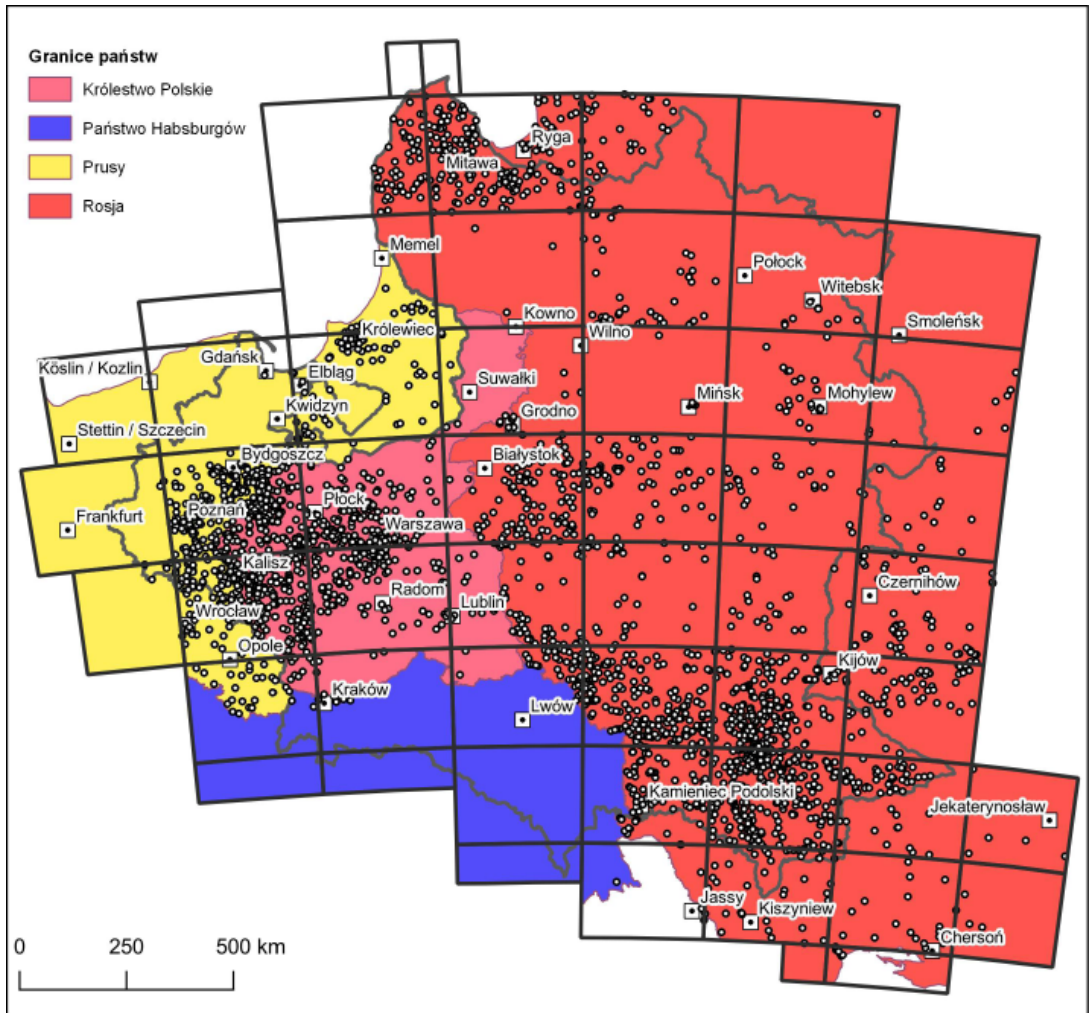 Granice państw
Królestwo Polskie
Państwo Habsburgów
Prusy
Rosja
Ryga
Mitawa
Memel
Połock
Witebsk
Kowno
Smoleńsk
Królewiec
Wilno
Gdańsk
Köslin / Kozlin
Elbląg
Suwałki
Mińsk
Mohylew
Kwidzyn
Grodno
Stettin / Szczecin
Bydgoszcz
Białystok
Płock
Poznań
Frankfurt
Warszawa
Kalisz
Czernihów
Radom
Lublin
Wrocław
Opole
Kijów
Kraków
Lwów
Kamieniec Podolski
Jekaterynosław
Jassy
Kiszyniew
Chersoń
0 250 500 km